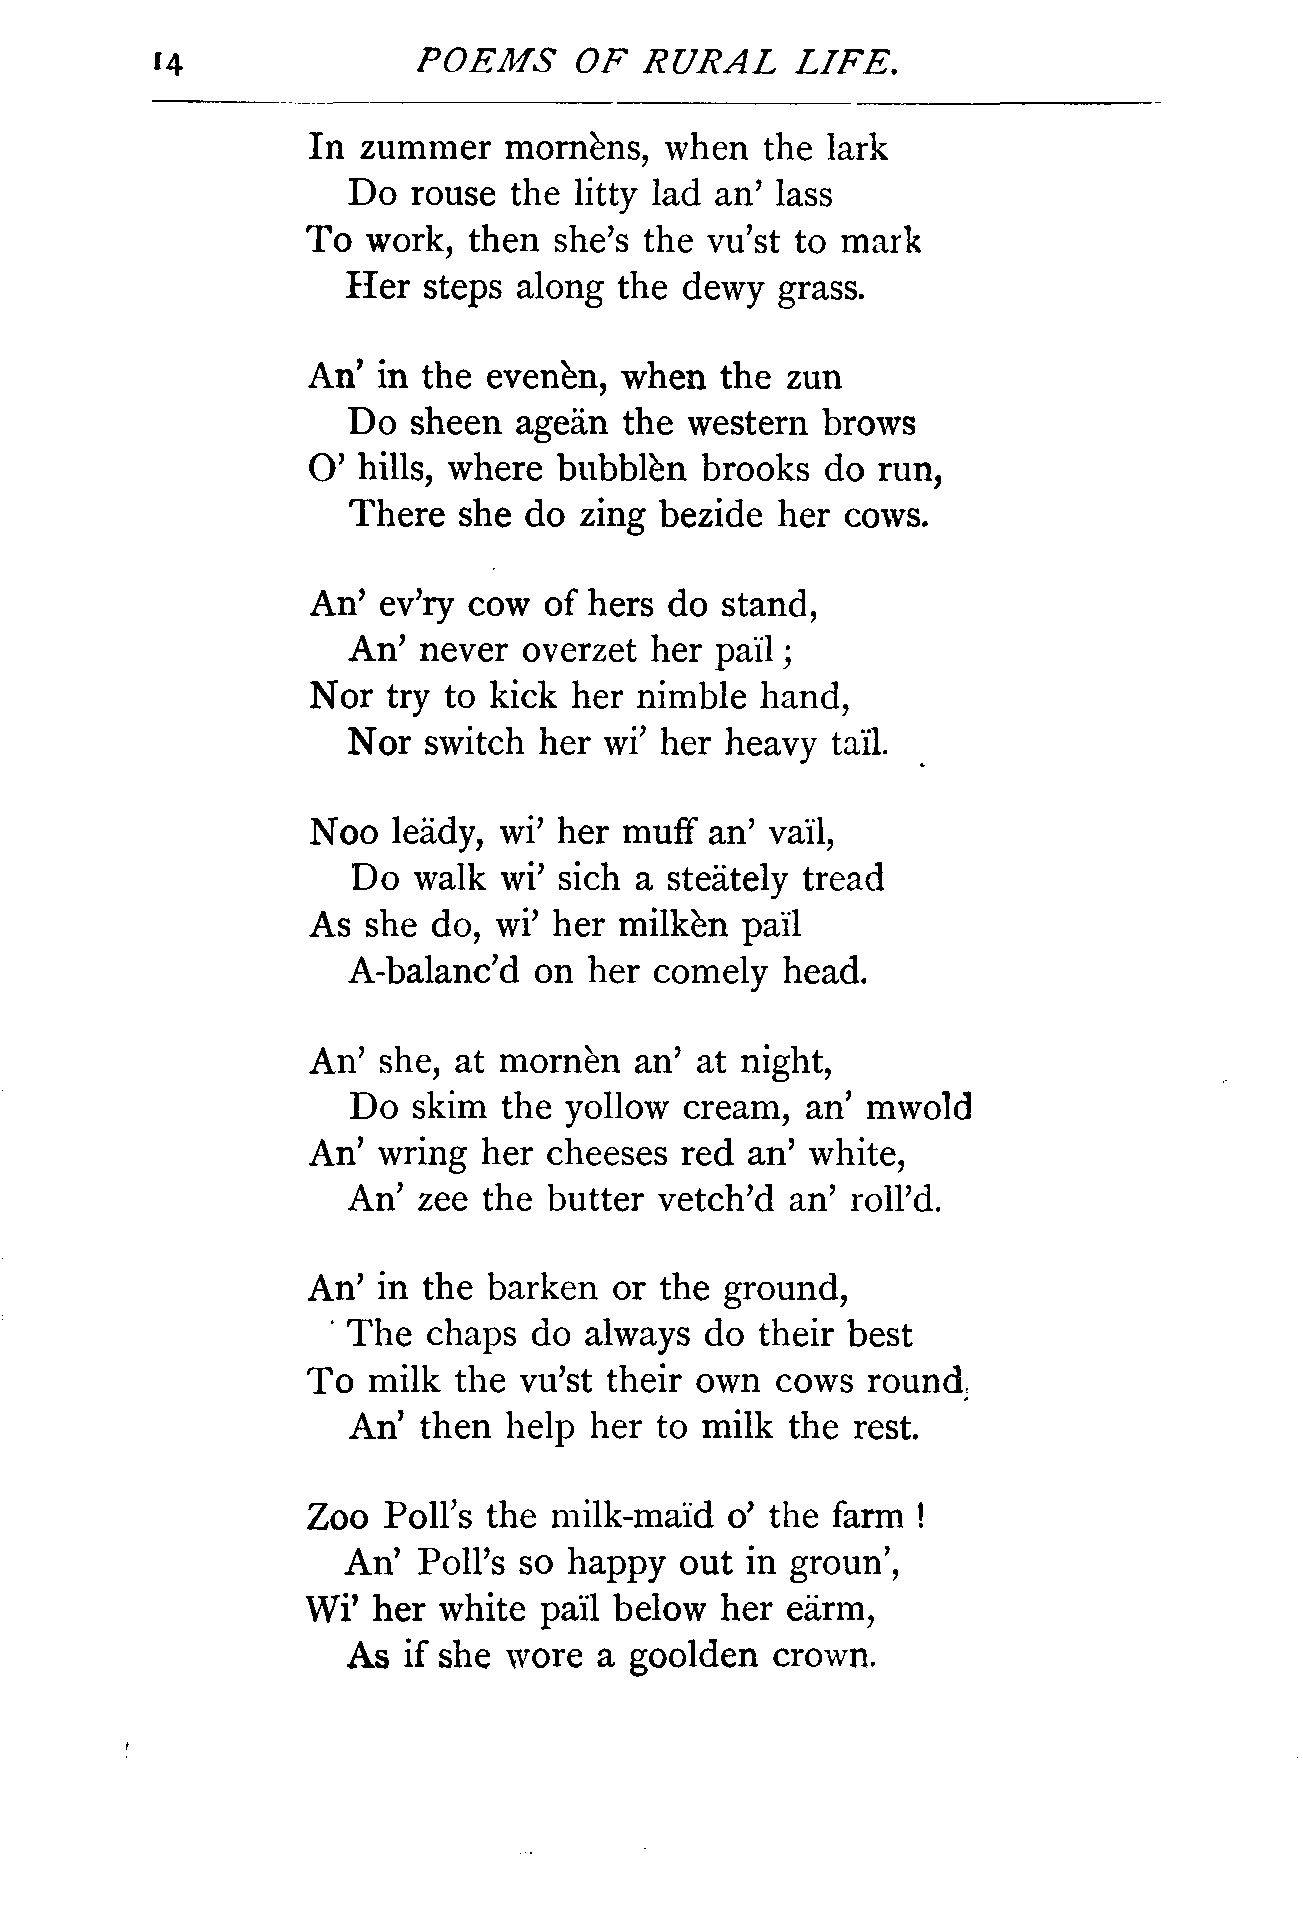 14 POEMS OF RURAL LIFE.
In zummer mornèns, when the lark
Do rouse the litty lad an' lass
To work, then she's the vu'st to mark
Her steps along the dewy grass.
An' in the evenèn, when the zun
Do sheen ageän the western brows
O' hills, where bubblèn brooks do run,
There she do zing bezide her cows.
An' ev'ry cow of hers do stand,
An' never overzet her païl;
Nor try to kick her nimble hand,
Nor switch her wi' her heavy taïl.
Noo leädy, wi' her muff an' vaïl,
Do walk wi' sich a steätely tread
As she do, wi' her milkèn païl
A-balanc'd on her comely head.
An' she, at mornèn an' at night,
Do skim the yollow cream, an' mwold
An' wring her cheeses red an' white,
An' zee the butter vetch'd an' roll'd.
An' in the barken or the ground,
The chaps do always do their best
To milk the vu'st their own cows round,
An' then help her to milk the rest.
Zoo Poll's the milk-maïd o' the farm!
An' Poll's so happy out in groun',
Wi' her white païl below her eärm,
As if she wore a goolden crown.